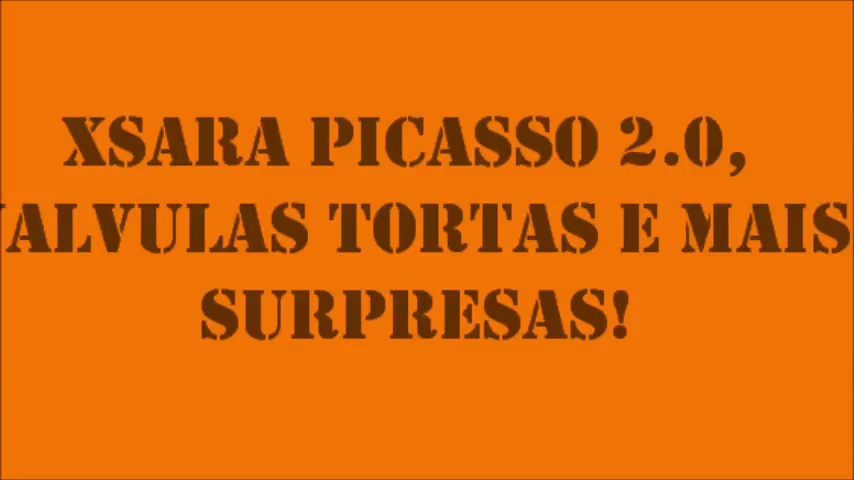 XSARA PICASSO 2.0,
VALVULAS TORTAS E MAIS
SURPRESAS!